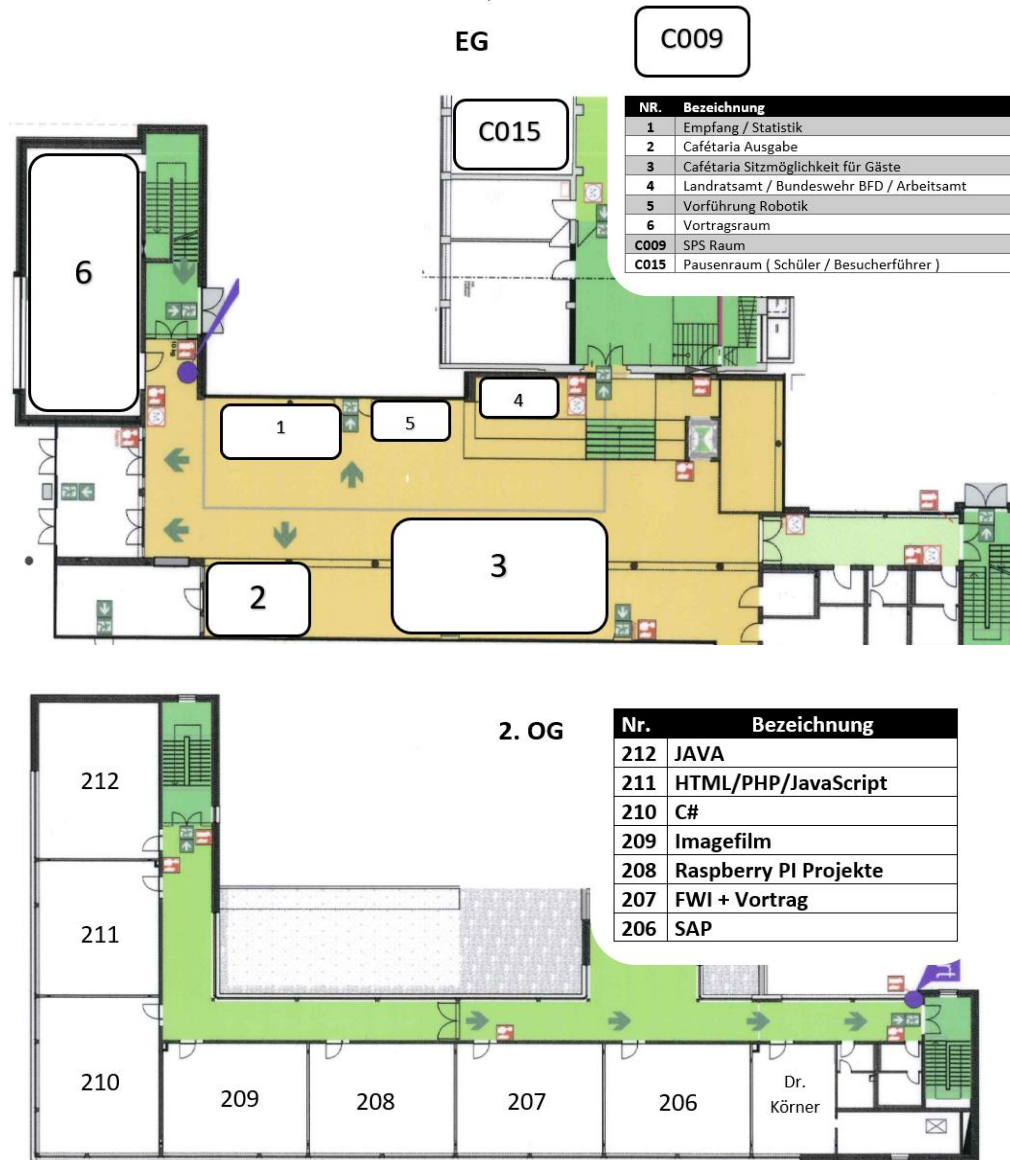 EG
C009
C015
NR. Bezeichnung
1 Empfang / Statistik
2 Cafétaria Ausgabe
3 Cafétaria Sitzmöglichkeit für Gäste
4 Landratsamt / Bundeswehr BFD / Arbeitsamt
5 Vorführung Robotik
6 Vortragsraum
C009 SPS Raum
C015 Pausenraum ( Schüler / Besucherführer )
6
10 kg
1
5
4
2
3
2. OG
Nr. Bezeichnung
212 JAVA
211 HTML/PHP/JavaScript
210 C#
209 Imagefilm
208 Raspberry PI Projekte
207 FWI + Vortrag
206 SAP
212
211
210
209
208
207
206
Dr.
Körner